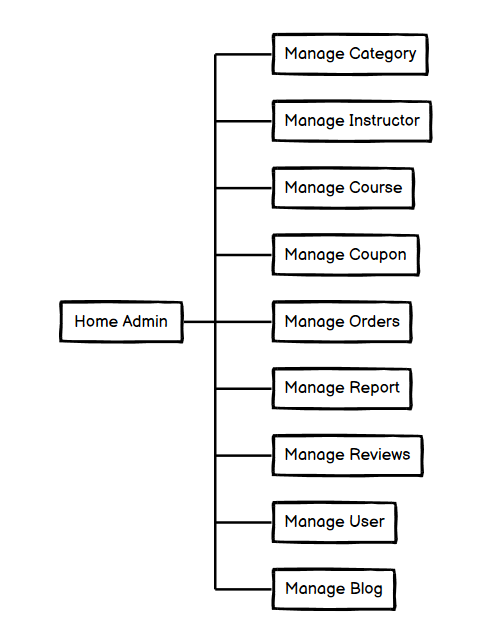 Manage Category
Manage Instructor
Manage Course
Manage Coupon
Home Admin
Manage Orders
Manage Report
Manage Reviews
Manage User
Manage Blog